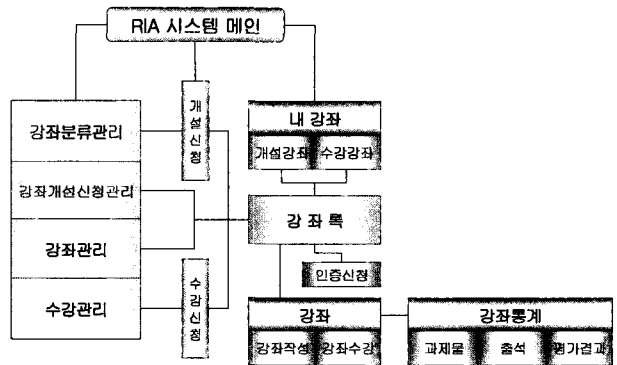 RIA 시스템 메인
개설신청
강좌분류관리
강좌개설신청관리
강좌관리
수강관리
수강신청
내 강좌
개설강좌 수강강좌
강 좌 록
인증신청
강좌
강좌작성 강좌수강
강좌통계
과제물 출석 평가결과